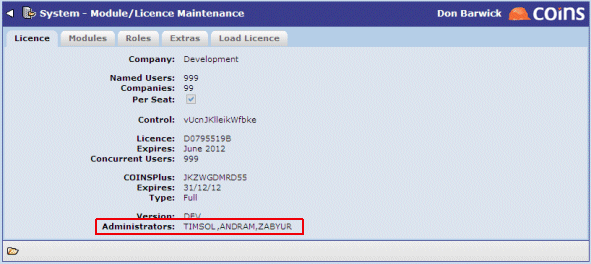 System - Module/Licence Maintenance Don Barwick COINS
Licence Modules Roles Extras Load Licence
Company: Development
Named Users: 999
Companies: 99
Per Seat:
Control: vUcnJKlleikWfbke
Licence: D0795519B
Expires: June 2012
Concurrent Users: 999
COINSPlus: JKZWGDMRD55
Expires: 31/12/12
Type: Full
Version: DEV
Administrators: TIMSOL,ANDRAM,ZABYUR